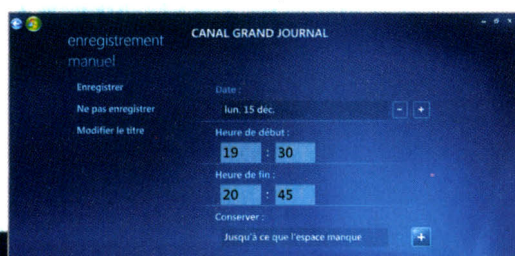 CANAL GRAND JOURNAL
enregistrement
manuel
Enregistrer
Ne pas enregistrer
Modifier le titre
Date :
lun. 15 déc.
- +
Heure de début :
19 : 30
Heure de fin :
20 : 45
Conserver :
Jusqu'à ce que l'espace manque
+